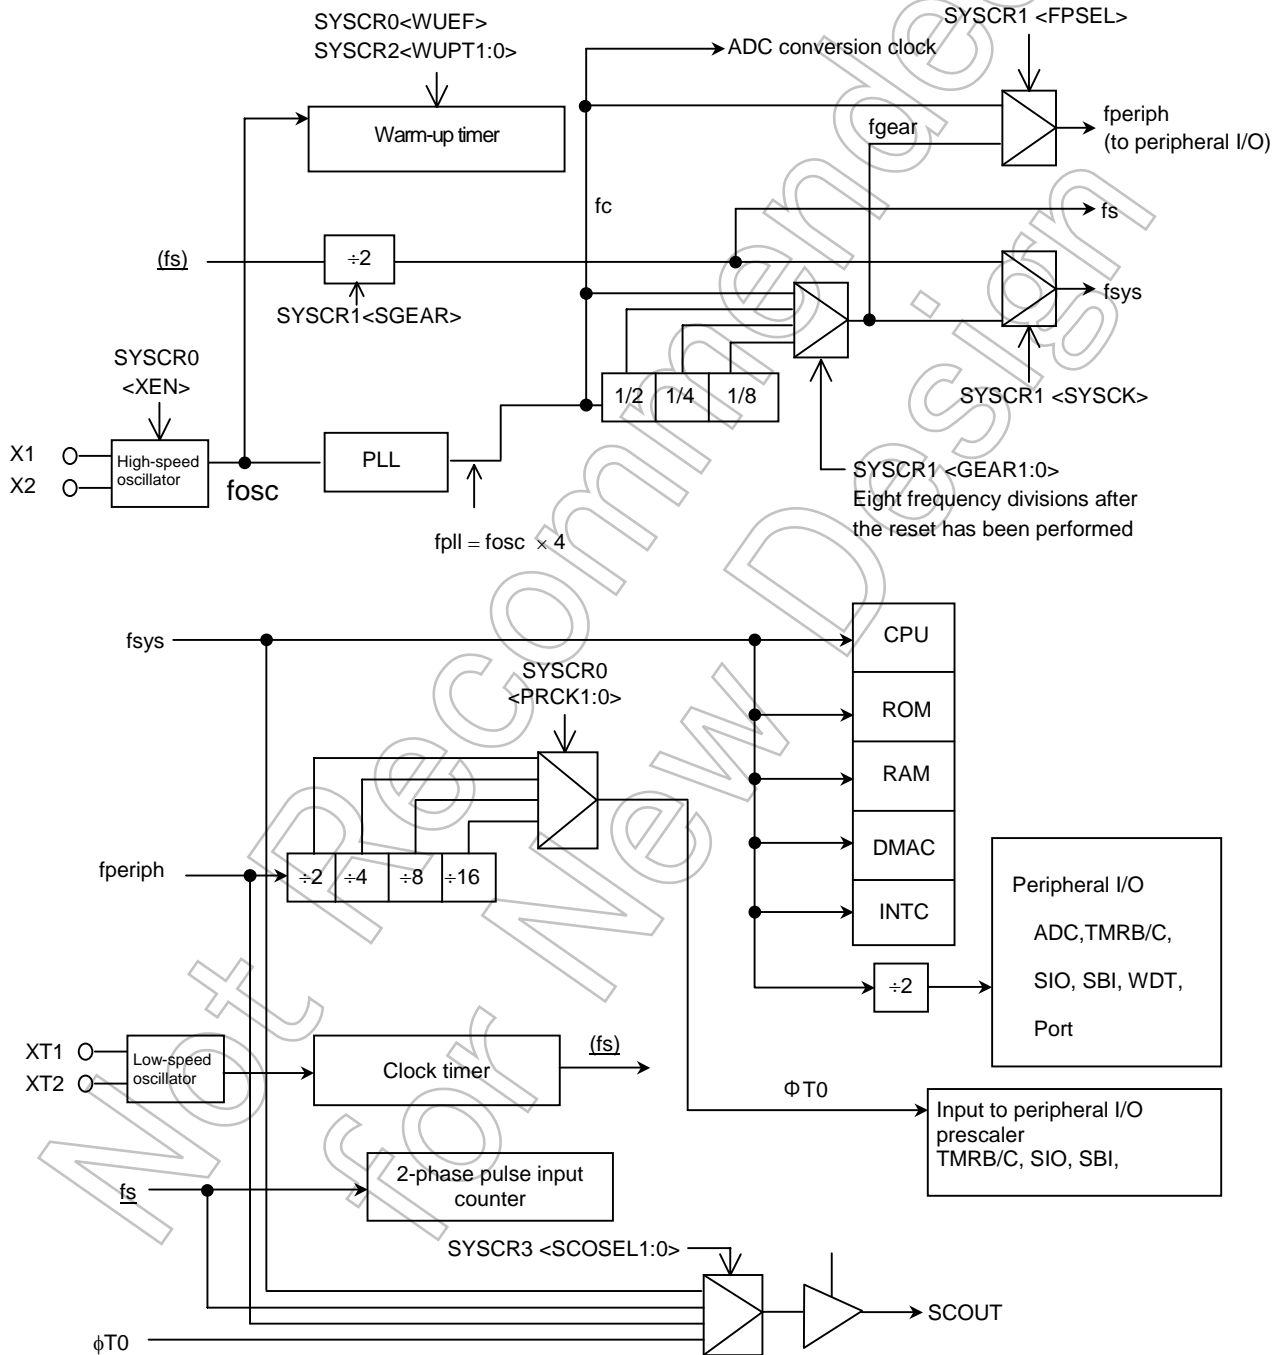 SYSCR0<WUEF>
SYSCR2<WUPT1:0>
SYSCR1 <FPSEL>
ADC conversion clock
Warm-up timer
fgear
fperiph
(to peripheral I/O)
fc
fs
(fs)
÷2
SYSCR1<SGEAR>
fsys
SYSCR0
<XEN>
1/2
1/4
1/8
SYSCR1 <SYSCK>
X1
X2
High-speed
oscillator
fosc
PLL
SYSCR1 <GEAR1:0>
Eight frequency divisions after
the reset has been performed
fpll = fosc × 4
fsys
CPU
SYSCR0
<PRCK1:0>
ROM
RAM
DMAC
INTC
fperiph
÷2
÷4
÷8
÷16
Peripheral I/O
ADC,TMRB/C,
SIO, SBI, WDT,
Port
÷2
XT1
XT2
Low-speed
oscillator
Clock timer
(fs)
ΦT0
Input to peripheral I/O
prescaler
TMRB/C, SIO, SBI,
fs
2-phase pulse input
counter
SYSCR3 <SCOSEL1:0>
SCOUT
ϕT0
Not Recommended
for New Design